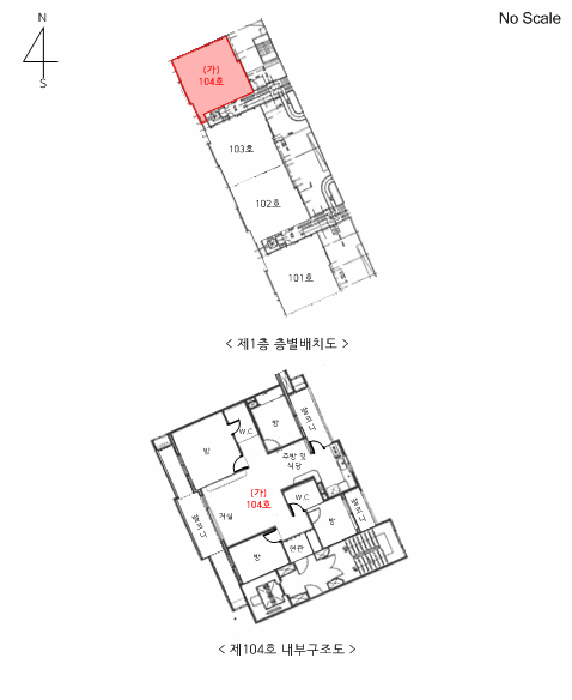 N
S
No Scale
(가)
104호
103호
102호
101호
< 제1층 층별배치도 >
방
W.C
방
발코니
주방 및
식당
(가)
104호
거실
W.C
발코니
방
발코니
방
현관
< 제104호 내부구조도 >